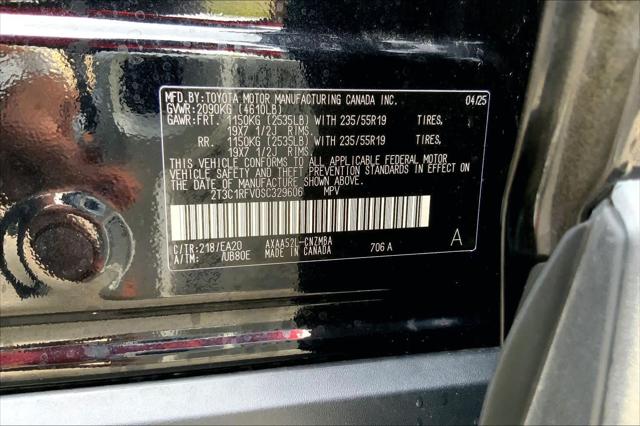 MFD.BY:TOYOTA MOTOR MANUFACTURING CANADA INC. 04/25
GVWR:2090KG (4610LB)
GAWR:FRT. 1150KG (2535LB) WITH 235/55R19 TIRES,
19X7 1/2J RIMS.
RR. 1150KG (2535LB) WITH 235/55R19 TIRES,
19X7 1/2J RIMS.
THIS VEHICLE CONFORMS TO ALL APPLICABLE FEDERAL MOTOR
VEHICLE SAFETY AND THEFT PREVENTION STANDARDS IN EFFECT ON
THE DATE OF MANUFACTURE SHOWN ABOVE.
2T3C1RFV0SC329606 MPV
C/TR:218/EA20 AXAA52L-CNZMBA 706 A A
A/TM: /UB80E MADE IN CANADA